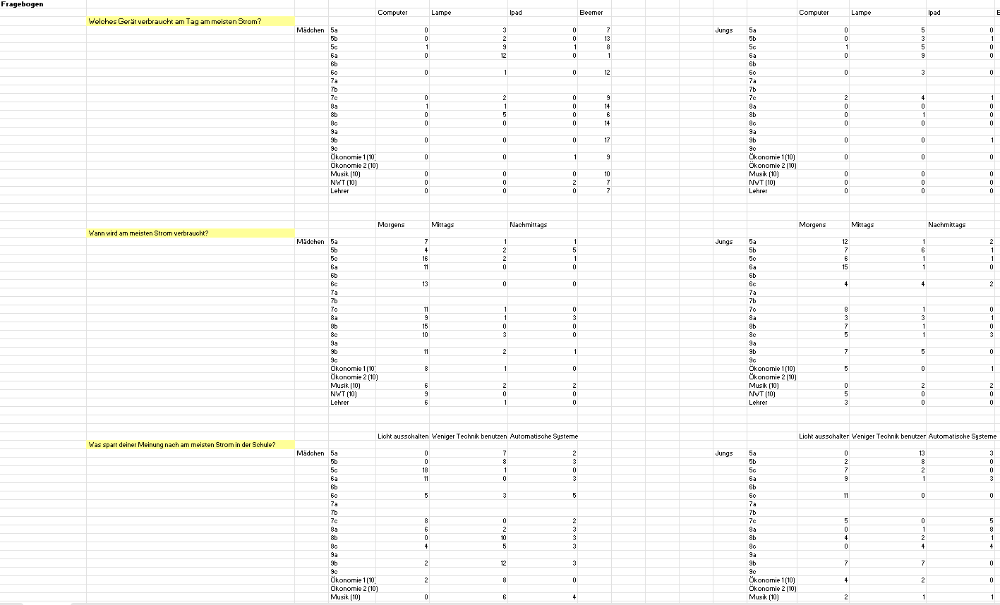 Fragebogen
Computer Lampe Ipad Beemer Computer Lampe Ipad
Welches Gerät verbraucht am Tag am meisten Strom?
Mädchen 5a 0 3 0 7 Jungs 5a 0 5 0
5b 0 2 0 13 5b 0 3 1
5c 1 9 1 8 5c 1 5 0
6a 0 12 0 1 6a 0 9 0
6b 6b
6c 0 1 0 12 6c 0 3 0
7a 7a
7b 7b
7c 0 2 0 9 7c 2 4 1
8a 1 1 0 14 8a 0 0 0
8b 0 5 0 6 8b 0 1 0
8c 0 0 0 14 8c 0 0 0
9a 9a
9b 0 0 0 17 9b 0 0 1
9c 9c
Ökonomie 1 (10) 0 0 1 9 Ökonomie 1 (10) 0 0 0
Ökonomie 2 (10) Ökonomie 2 (10)
Musik (10) 0 0 0 10 Musik (10) 0 0 0
NWT (10) 0 0 2 7 NWT (10) 0 0 0
Lehrer 0 0 0 7 Lehrer 0 0 0
Morgens Mittags Nachmittags Morgens Mittags Nachmittags
Wann wird am meisten Strom verbraucht?
Mädchen 5a 7 1 1 Jungs 5a 12 1 2
5b 4 2 5 5b 7 6 1
5c 16 2 1 5c 6 1 1
6a 11 0 0 6a 15 1 0
6b 6b
6c 13 0 0 6c 4 4 2
7a 7a
7b 7b
7c 11 1 0 7c 8 1 0
8a 9 1 3 8a 3 3 1
8b 15 0 0 8b 7 1 0
8c 10 3 0 8c 5 1 3
9a 9a
9b 11 2 1 9b 7 5 0
9c 9c
Ökonomie 1 (10) 8 1 0 Ökonomie 1 (10) 5 0 1
Ökonomie 2 (10) Ökonomie 2 (10)
Musik (10) 6 2 2 Musik (10) 0 2 2
NWT (10) 9 0 0 NWT (10) 5 0 0
Lehrer 6 1 0 Lehrer 3 0 0
Licht ausschalten Weniger Technik benutzen Automatische Systeme Licht ausschalten Weniger Technik benutzen Automatische Systeme
Was spart deiner Meinung nach am meisten Strom in der Schule?
Mädchen 5a 0 7 2 Jungs 5a 0 13 3
5b 0 8 3 5b 2 8 0
5c 18 1 0 5c 7 2 0
6a 11 0 3 6a 9 1 3
6b 6b
6c 5 3 5 6c 11 0 0
7a 7a
7b 7b
7c 8 0 2 7c 5 0 5
8a 6 2 3 8a 0 1 8
8b 0 10 3 8b 4 2 1
8c 4 5 3 8c 0 4 4
9a 9a
9b 2 12 3 9b 7 7 0
9c 9c
Ökonomie 1 (10) 2 8 0 Ökonomie 1 (10) 4 2 0
Ökonomie 2 (10) Ökonomie 2 (10)
Musik (10) 0 6 4 Musik (10) 2 1 1